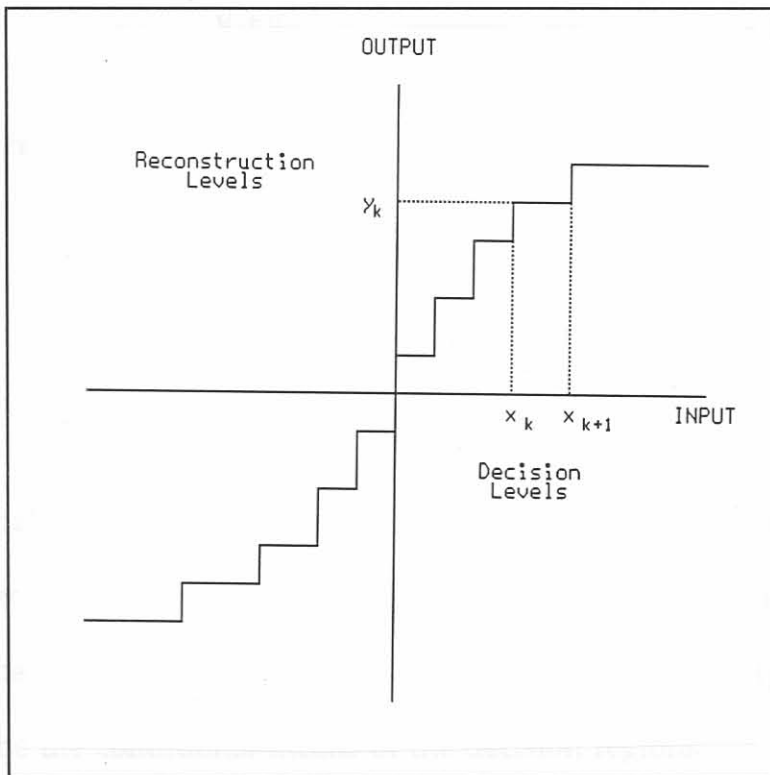 OUTPUT
Reconstruction
Levels
yk
xk
xk+1
INPUT
Decision
Levels